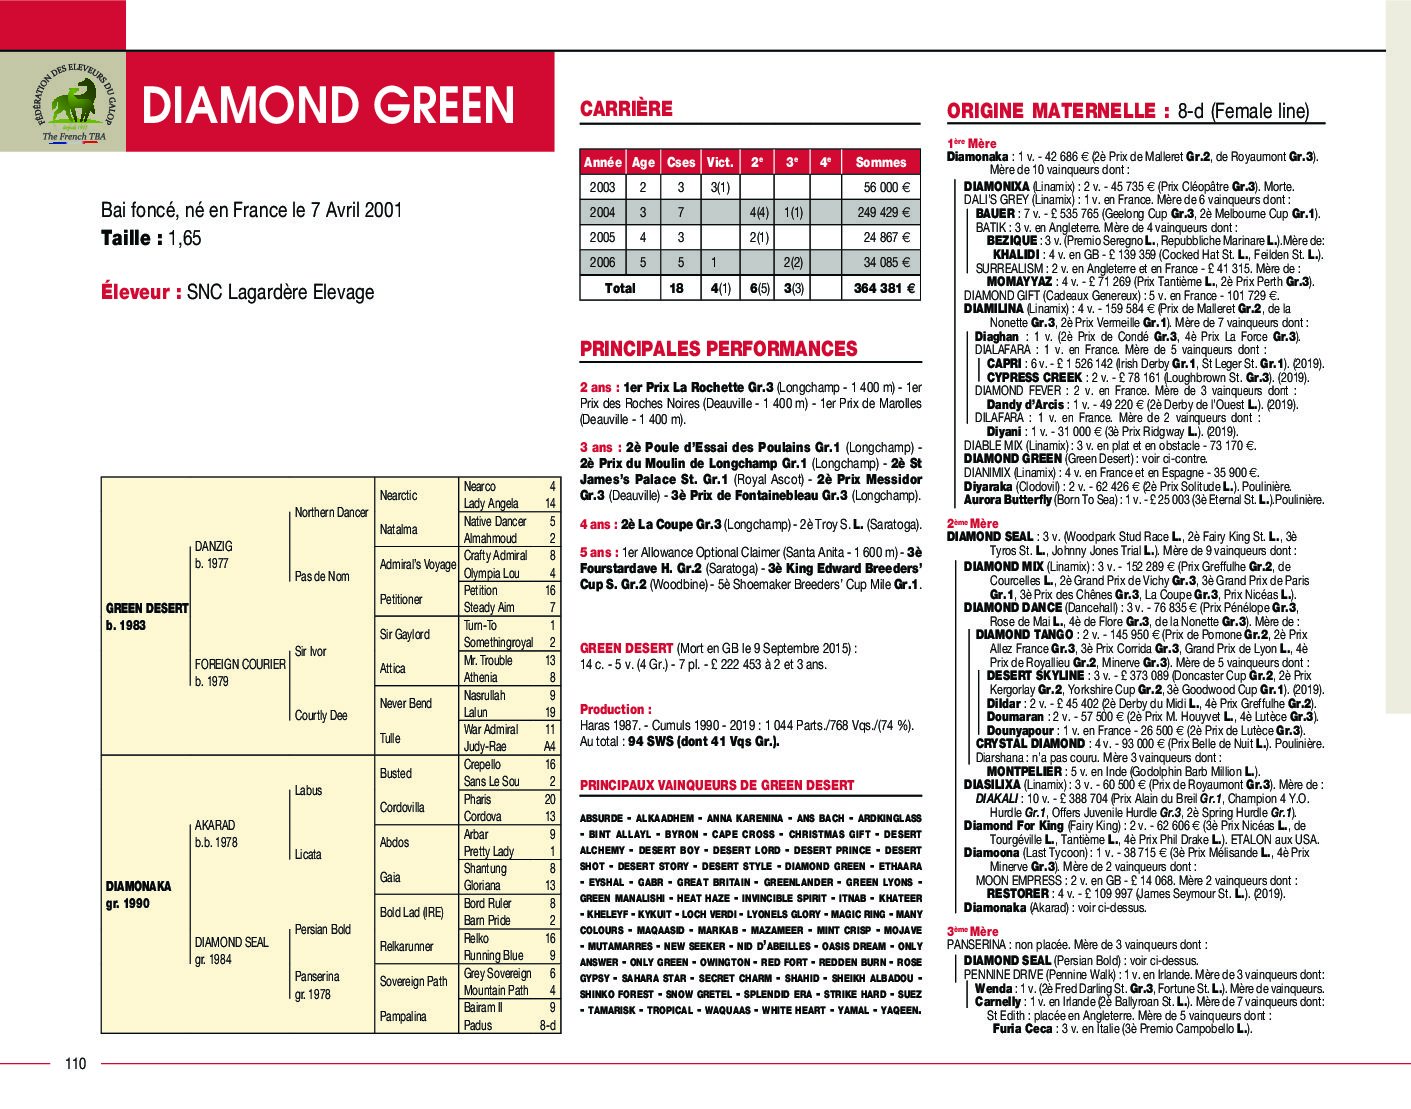 FÉDÉRATION DES ELEVEURS DU GALOP
depuis 1917
The French TBA
DIAMOND GREEN
Bai foncé, né en France le 7 Avril 2001
Taille : 1,65
Éleveur : SNC Lagardère Elevage
GREEN DESERT
b. 1983
DANZIG
b. 1977
FOREIGN COURIER
b. 1979
Northern Dancer
Pas de Nom
Sir Ivor
Courtly Dee
Nearctic
Natalma
Admiral's Voyage
Petitioner
Sir Gaylord
Attica
Never Bend
Tulle
Nearco 4
Lady Angela 14
Native Dancer 5
Almahmoud 2
Crafty Admiral 8
Olympia Lou 4
Petition 16
Steady Aim 7
Turn-To 1
Somethingroyal 2
Mr. Trouble 13
Athenia 8
Nasrullah 9
Lalun 19
War Admiral 11
Judy-Rae A4
DIAMONAKA
gr. 1990
AKARAD
b.b. 1978
DIAMOND SEAL
gr. 1984
Labus
Licata
Persian Bold
Panserina
gr. 1978
Busted
Cordovilla
Abdos
Gaia
Bold Lad (IRE)
Relkarunner
Sovereign Path
Pampalina
Crepello 16
Sans Le Sou 2
Pharis 20
Cordova 13
Arbar 9
Pretty Lady 1
Shantung 8
Gloriana 13
Bord Ruler 8
Barn Pride 2
Relko 16
Running Blue 9
Grey Sovereign 6
Mountain Path 4
Bairam II 9
Padus 8-d
CARRIÈRE
Année Age Cses Vict. 2e 3e 4e Sommes
2003 2 3 3(1) 56 000 €
2004 3 7 4(4) 1(1) 249 429 €
2005 4 3 2(1) 24 867 €
2006 5 5 1 2(2) 34 085 €
Total 18 4(1) 6(5) 3(3) 364 381 €
PRINCIPALES PERFORMANCES
2 ans : 1er Prix La Rochette Gr.3 (Longchamp - 1 400 m) - 1er
Prix des Roches Noires (Deauville - 1 400 m) - 1er Prix de Marolles
(Deauville - 1 400 m).
3 ans : 2è Poule d'Essai des Poulains Gr.1 (Longchamp) -
2è Prix du Moulin de Longchamp Gr.1 (Longchamp) - 2è St
James's Palace St. Gr.1 (Royal Ascot) - 2è Prix Messidor
Gr.3 (Deauville) - 3è Prix de Fontainebleau Gr.3 (Longchamp).
4 ans : 2è La Coupe Gr.3 (Longchamp) - 2è Troy S. L. (Saratoga).
5 ans : 1er Allowance Optional Claimer (Santa Anita - 1 600 m) - 3è
Fourstardave H. Gr.2 (Saratoga) - 3è King Edward Breeders'
Cup S. Gr.2 (Woodbine) - 5è Shoemaker Breeders' Cup Mile Gr.1.
GREEN DESERT (Mort en GB le 9 Septembre 2015) :
14 c. - 5 v. (4 Gr.) - 7 pl. - £ 222 453 à 2 et 3 ans.
Production :
Haras 1987. - Cumuls 1990 - 2019 : 1 044 Parts./768 Vqs./(74 %).
Au total : 94 SWS (dont 41 Vqs Gr.).
PRINCIPAUX VAINQUEURS DE GREEN DESERT
ABSURDE - ALKAADHEM - ANNA KARENINA - ANS BACH - ARDKINGLASS
- BINT ALLAYL - BYRON - CAPE CROSS - CHRISTMAS GIFT - DESERT
ALCHEMY - DESERT BOY - DESERT LORD - DESERT PRINCE - DESERT
SHOT - DESERT STORY - DESERT STYLE - DIAMOND GREEN - ETHAARA
- EYSHAL - GABR - GREAT BRITAIN - GREENLANDER - GREEN LYONS -
GREEN MANALISHI - HEAT HAZE - INVINCIBLE SPIRIT - ITNAB - KHATEER
- KHELEYF - KYKUIT - LOCH VERDI - LYONELS GLORY - MAGIC RING - MANY
COLOURS - MAQAASID - MARKAB - MAZAMEER - MINT CRISP - MOJAVE
- MUTAMARRES - NEW SEEKER - NID D'ABEILLES - OASIS DREAM - ONLY
ANSWER - ONLY GREEN - OWINGTON - RED FORT - REDDEN BURN - ROSE
GYPSY - SAHARA STAR - SECRET CHARM - SHAHID - SHEIKH ALBADOU -
SHINKO FOREST - SNOW GRETEL - SPLENDID ERA - STRIKE HARD - SUEZ
- TAMARISK - TROPICAL - WAQUAAS - WHITE HEART - YAMAL - YAQEEN.
ORIGINE MATERNELLE : 8-d (Female line)
1ère Mère
Diamonaka : 1 v. - 42 686 € (2è Prix de Malleret Gr.2, de Royaumont Gr.3).
Mère de 10 vainqueurs dont :
DIAMONIXA (Linamix) : 2 v. - 45 735 € (Prix Cléopâtre Gr.3). Morte.
DALI'S GREY (Linamix) : 1 v. en France. Mère de 6 vainqueurs dont :
BAUER : 7 v. - £ 535 765 (Geelong Cup Gr.3, 2è Melbourne Cup Gr.1).
BATIK : 3 v. en Angleterre. Mère de 4 vainqueurs dont :
BEZIQUE : 3 v. (Premio Seregno L., Repubbliche Marinare L.).Mère de:
KHALIDI : 4 v. en GB - £ 139 359 (Cocked Hat St. L., Feilden St. L.).
SURREALISM : 2 v. en Angleterre et en France - £ 41 315. Mère de :
MOMAYYAZ : 4 v. - £ 71 269 (Prix Tantième L., 2è Prix Perth Gr.3).
DIAMOND GIFT (Cadeaux Genereux) : 5 v. en France - 101 729 €.
DIAMILINA (Linamix) : 4 v. - 159 584 € (Prix de Malleret Gr.2, de la
Nonette Gr.3, 2è Prix Vermeille Gr.1). Mère de 7 vainqueurs dont :
Diaghan : 1 v. (2è Prix de Condé Gr.3, 4è Prix La Force Gr.3).
DIALAFARA : 1 v. en France. Mère de 5 vainqueurs dont :
CAPRI : 6 v. - £ 1 526 142 (Irish Derby Gr.1, St Leger St. Gr.1). (2019).
CYPRESS CREEK : 2 v. - £ 78 161 (Loughbrown St. Gr.3). (2019).
DIAMOND FEVER : 2 v. en France. Mère de 3 vainqueurs dont :
Dandy d'Arcis : 1 v. - 49 220 € (2è Derby de l'Ouest L.). (2019).
DILAFARA : 1 v. en France. Mère de 2 vainqueurs dont :
Diyani : 1 v. - 31 000 € (3è Prix Ridgway L.). (2019).
DIABLE MIX (Linamix) : 3 v. en plat et en obstacle - 73 170 €.
DIAMOND GREEN (Green Desert) : voir ci-contre.
DIANIMIX (Linamix) : 4 v. en France et en Espagne - 35 900 €.
Diyaraka (Clodovil) : 2 v. - 62 426 € (2è Prix Solitude L.). Poulinière.
Aurora Butterfly (Born To Sea) : 1 v. - £ 25 003 (3è Eternal St. L.).Poulinière.
2ème Mère
DIAMOND SEAL : 3 v. (Woodpark Stud Race L., 2è Fairy King St. L., 3è
Tyros St. L., Johnny Jones Trial L.). Mère de 9 vainqueurs dont :
DIAMOND MIX (Linamix) : 3 v. - 152 289 € (Prix Greffulhe Gr.2, de
Courcelles L., 2è Grand Prix de Vichy Gr.3, 3è Grand Prix de Paris
Gr.1, 3è Prix des Chênes Gr.3, La Coupe Gr.3, Prix Nicéas L.).
DIAMOND DANCE (Dancehall) : 3 v. - 76 835 € (Prix Pénélope Gr.3,
Rose de Mai L., 4è de Flore Gr.3, de la Nonette Gr.3). Mère de :
DIAMOND TANGO : 2 v. - 145 950 € (Prix de Pomone Gr.2, 2è Prix
Allez France Gr.3, 3è Prix Corrida Gr.3, Grand Prix de Lyon L., 4è
Prix de Royallieu Gr.2, Minerve Gr.3). Mère de 5 vainqueurs dont :
DESERT SKYLINE : 3 v. - £ 373 089 (Doncaster Cup Gr.2, 2è Prix
Kergorlay Gr.2, Yorkshire Cup Gr.2, 3è Goodwood Cup Gr.1). (2019).
Dildar : 2 v. - £ 45 402 (2è Derby du Midi L., 4è Prix Greffulhe Gr.2).
Doumaran : 2 v. - 57 500 € (2è Prix M. Houyvet L., 4è Lutèce Gr.3).
Dounyapour : 1 v. en France - 26 500 € (2è Prix de Lutèce Gr.3).
CRYSTAL DIAMOND : 4 v. - 93 000 € (Prix Belle de Nuit L.). Poulinière.
Diarshana : n'a pas couru. Mère 3 vainqueurs dont :
MONTPELIER : 5 v. en Inde (Godolphin Barb Million L.).
DIASILIXA (Linamix) : 3 v. - 60 500 € (Prix de Royaumont Gr.3). Mère de :
DIAKALI : 10 v. - £ 388 704 (Prix Alain du Breil Gr.1, Champion 4 Y.O.
Hurdle Gr.1, Offers Juvenile Hurdle Gr.3, 2è Spring Hurdle Gr.1).
Diamond For King (Fairy King) : 2 v. - 62 606 € (3è Prix Nicéas L., de
Tourgéville L., Tantième L., 4è Prix Phil Drake L.). ETALON aux USA.
Diamoona (Last Tycoon) : 1 v. - 38 715 € (3è Prix Mélisande L., 4è Prix
Minerve Gr.3). Mère de 2 vainqueurs dont :
MOON EMPRESS : 2 v. en GB - £ 14 068. Mère 2 vainqueurs dont :
RESTORER : 4 v. - £ 109 997 (James Seymour St. L.). (2019).
Diamonaka (Akarad) : voir ci-dessus.
3ème Mère
PANSERINA : non placée. Mère de 3 vainqueurs dont :
DIAMOND SEAL (Persian Bold) : voir ci-dessus.
PENNINE DRIVE (Pennine Walk) : 1 v. en Irlande. Mère de 3 vainqueurs dont:
Wenda : 1 v. (2è Fred Darling St. Gr.3, Fortune St. L.). Mère de vainqueurs.
Carnelly : 1 v. en Irlande (2è Ballyroan St. L.). Mère de 7 vainqueurs dont:
St Edith : placée en Angleterre. Mère de 5 vainqueurs dont :
Furia Ceca : 3 v. en Italie (3è Premio Campobello L.).
110